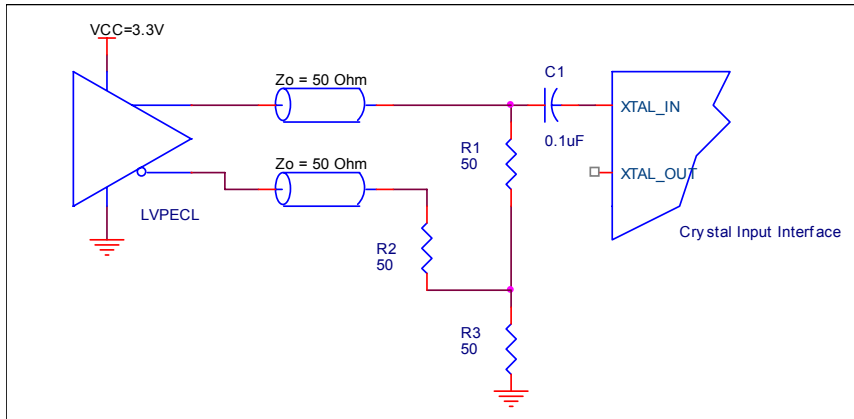 VCC=3.3V
Zo = 50 Ohm
C1
0.1uF
XTAL_IN
R1
50
Zo = 50 Ohm
XTAL_OUT
LVPECL
Crystal Input Interface
R2
50
R3
50